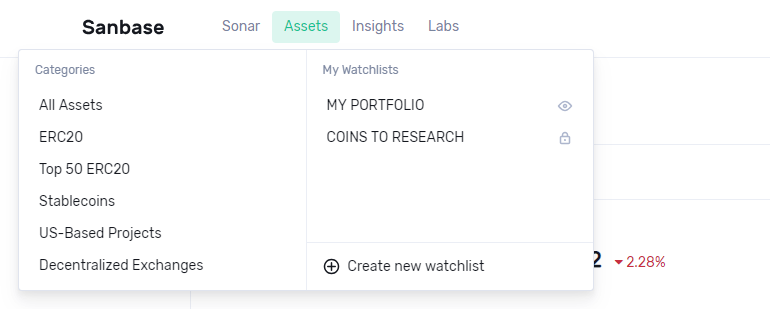 Sanbase Sonar Assets Insights Labs
Categories
All Assets
ERC20
Top 50 ERC20
Stablecoins
US-Based Projects
Decentralized Exchanges
My Watchlists
MY PORTFOLIO
COINS TO RESEARCH
Create new watchlist
2 2.28%